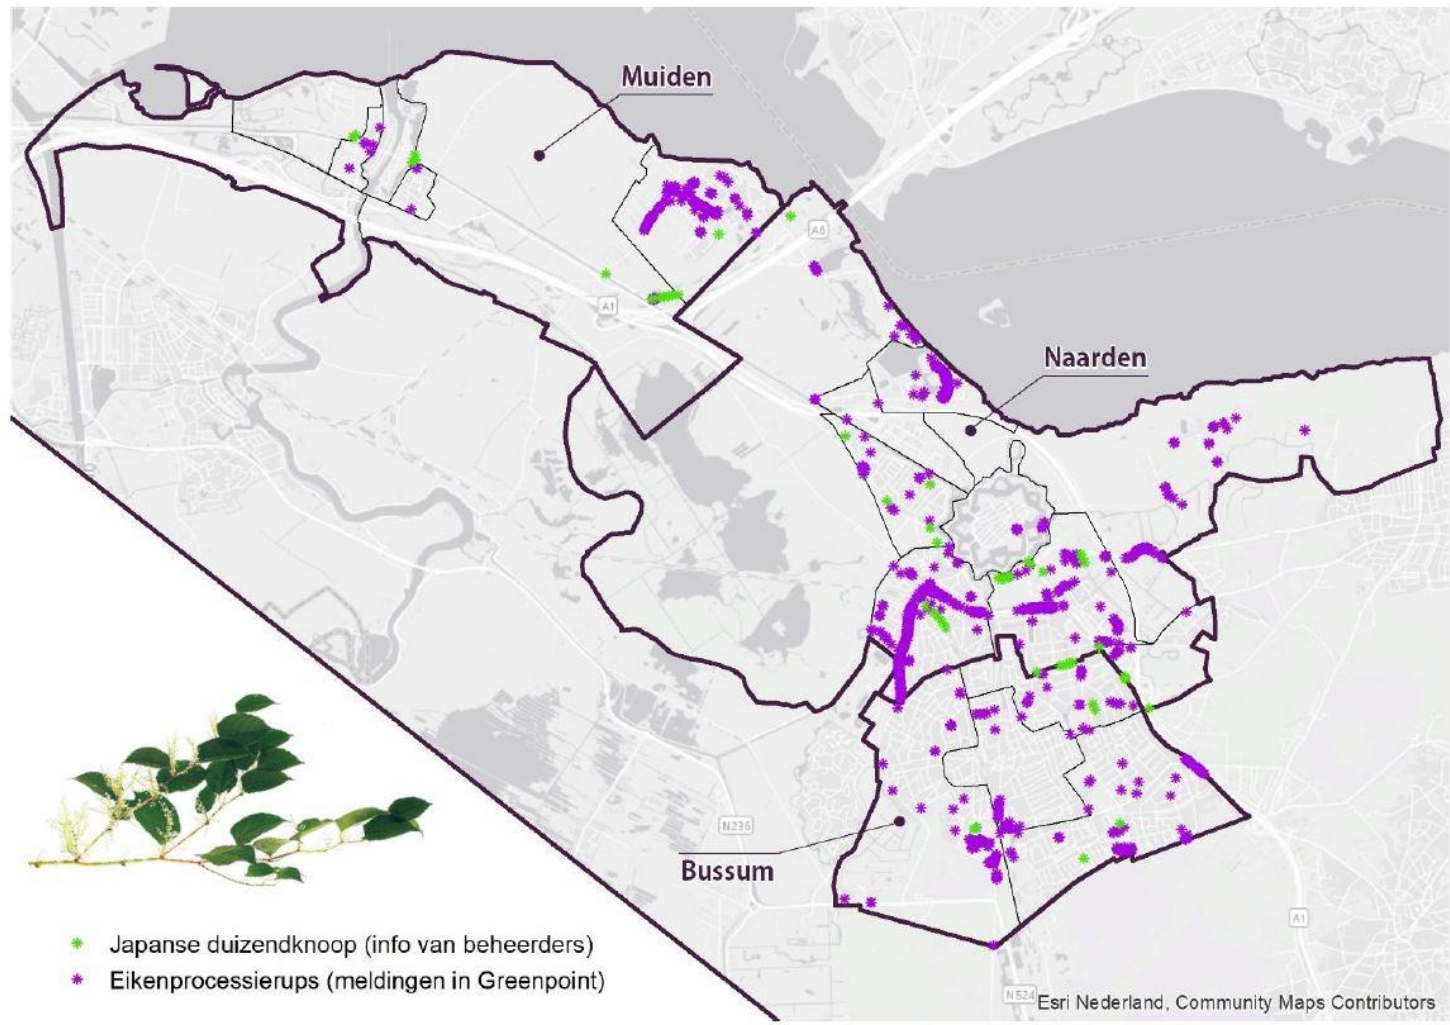 Muiden
A6
A1
Naarden
N236
Bussum
A1
Japanse duizendknoop (info van beheerders)
Eikenprocessierups (meldingen in Greenpoint)
N524
Esri Nederland, Community Maps Contributors